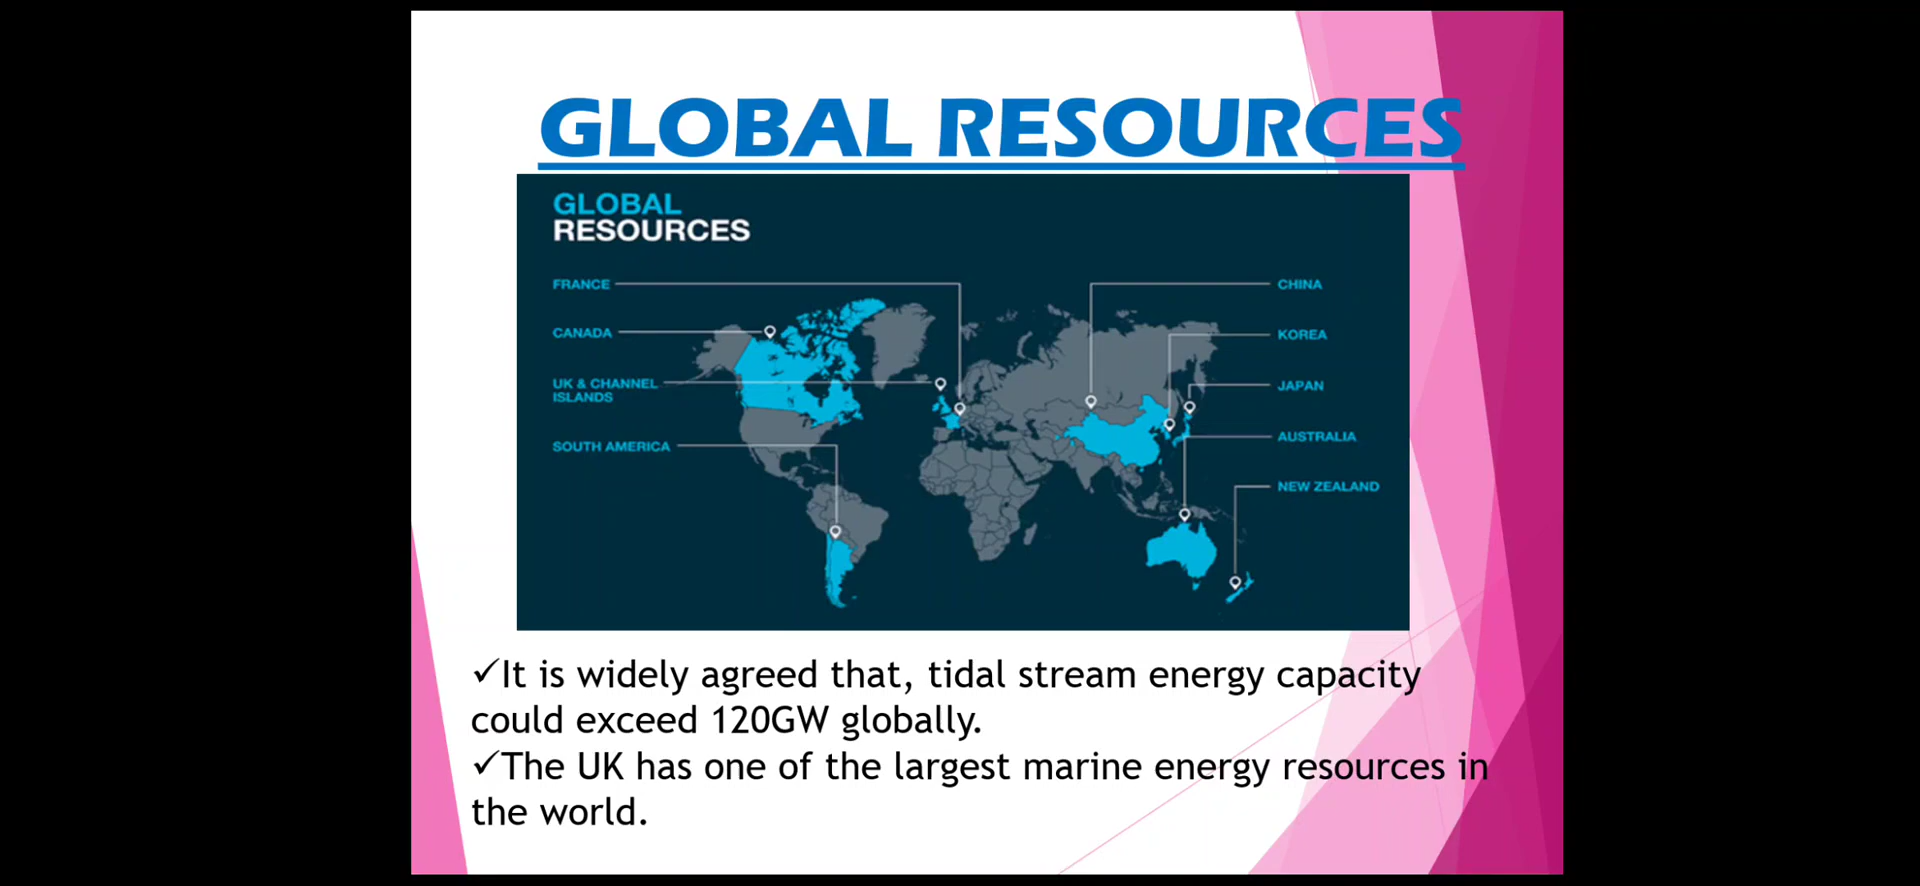 GLOBAL RESOURCES
GLOBAL
RESOURCES
FRANCE
CANADA
UK & CHANNEL
ISLANDS
SOUTH AMERICA
CHINA
KOREA
JAPAN
AUSTRALIA
NEW ZEALAND
✓It is widely agreed that, tidal stream energy capacity
could exceed 120GW globally.
✓The UK has one of the largest marine energy resources in
the world.